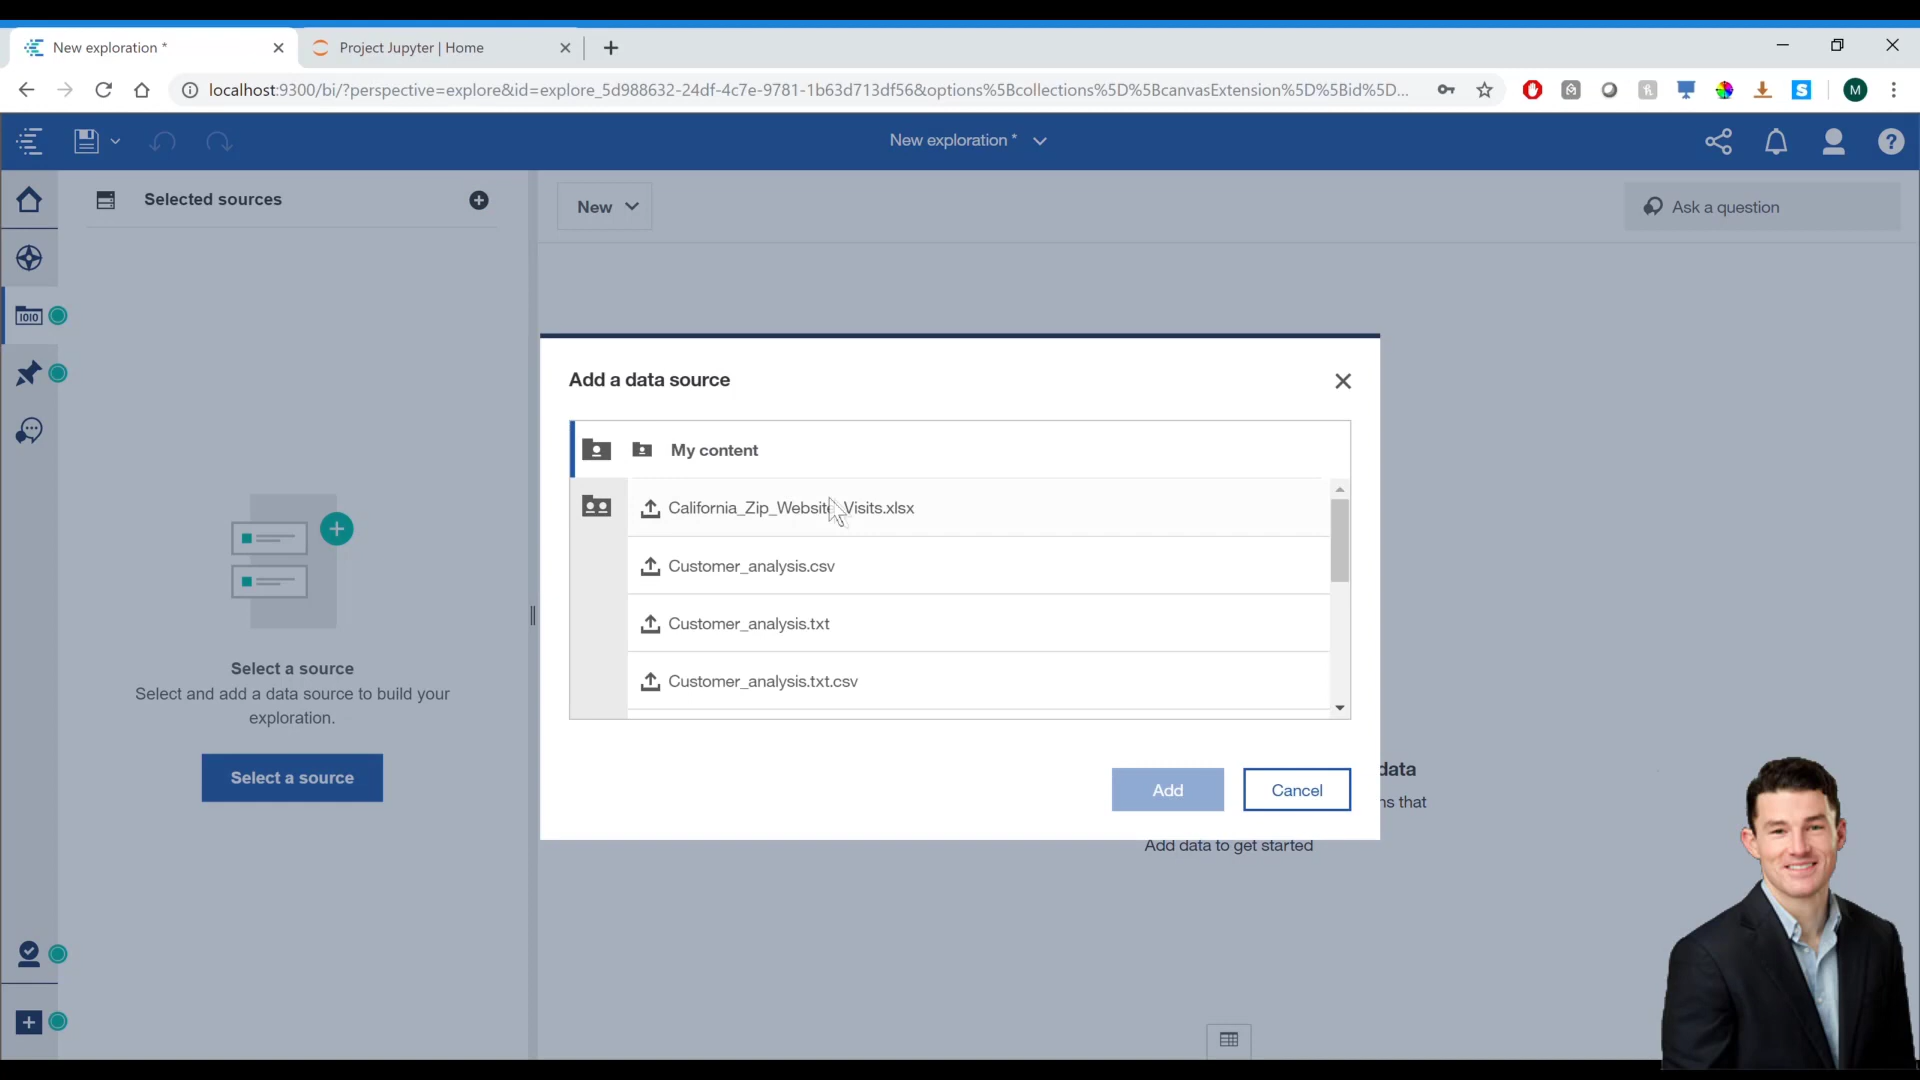 New exploration *
Project Jupyter | Home
localhost:9300/bi/?perspective=explore&id=explore_5d988632-24df-4c7e-9781-1b63d713df56&options%5Bcollections%5D%5BcanvasExtension%5D%5Bid%5D...
M
New exploration *
?
Selected sources
New
Ask a question
1010
Add a data source
My content
California_Zip_Website_Visits.xlsx
Customer_analysis.csv
Customer_analysis.txt
Customer_analysis.txt.csv
Select a source
Select and add a data source to build your
exploration.
Select a source
Add
Cancel
data
ns that
Add data to get started